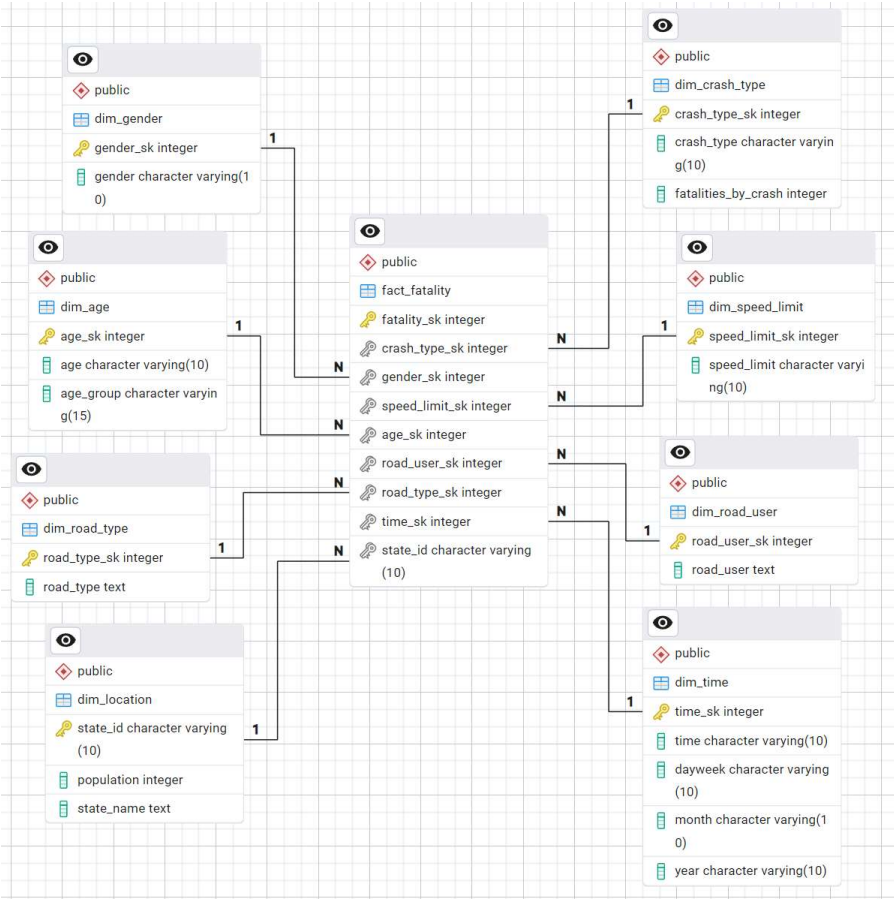 public
dim_gender
gender_sk integer
gender character varying(1
0)
1
public
dim_age
age_sk integer
age character varying(10)
age_group character varyin
g(15)
1
public
dim_road_type
road_type_sk integer
road_type text
1
public
dim_location
state_id character varying
(10)
population integer
state_name text
1
public
fact_fatality
fatality_sk integer
crash_type_sk integer
gender_sk integer
speed_limit_sk integer
age_sk integer
road_user_sk integer
road_type_sk integer
time_sk integer
state_id character varying
(10)
N
N
N
N
N
N
N
N
public
dim_crash_type
crash_type_sk integer
crash_type character varyin
g(10)
fatalities_by_crash integer
1
public
dim_speed_limit
speed_limit_sk integer
speed_limit character varyi
ng(10)
1
public
dim_road_user
road_user_sk integer
road_user text
1
public
dim_time
time_sk integer
time character varying(10)
dayweek character varying
(10)
month character varying(1
0)
year character varying(10)
1